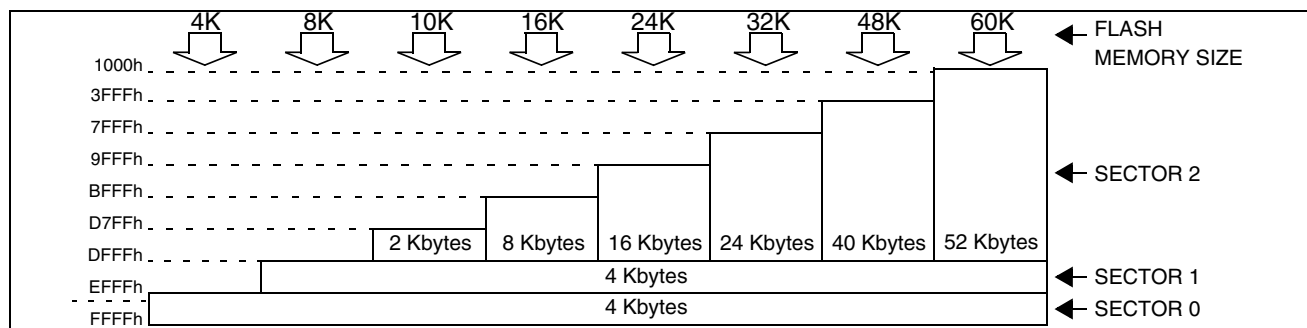 4K 8K 10K 16K 24K 32K 48K 60K
FLASH
MEMORY SIZE
1000h
3FFFh
7FFFh
9FFFh
SECTOR 2
BFFFh
D7FFh
2 Kbytes 8 Kbytes 16 Kbytes 24 Kbytes 40 Kbytes 52 Kbytes
DFFFh
4 Kbytes
SECTOR 1
EFFFh
4 Kbytes
SECTOR 0
FFFFh